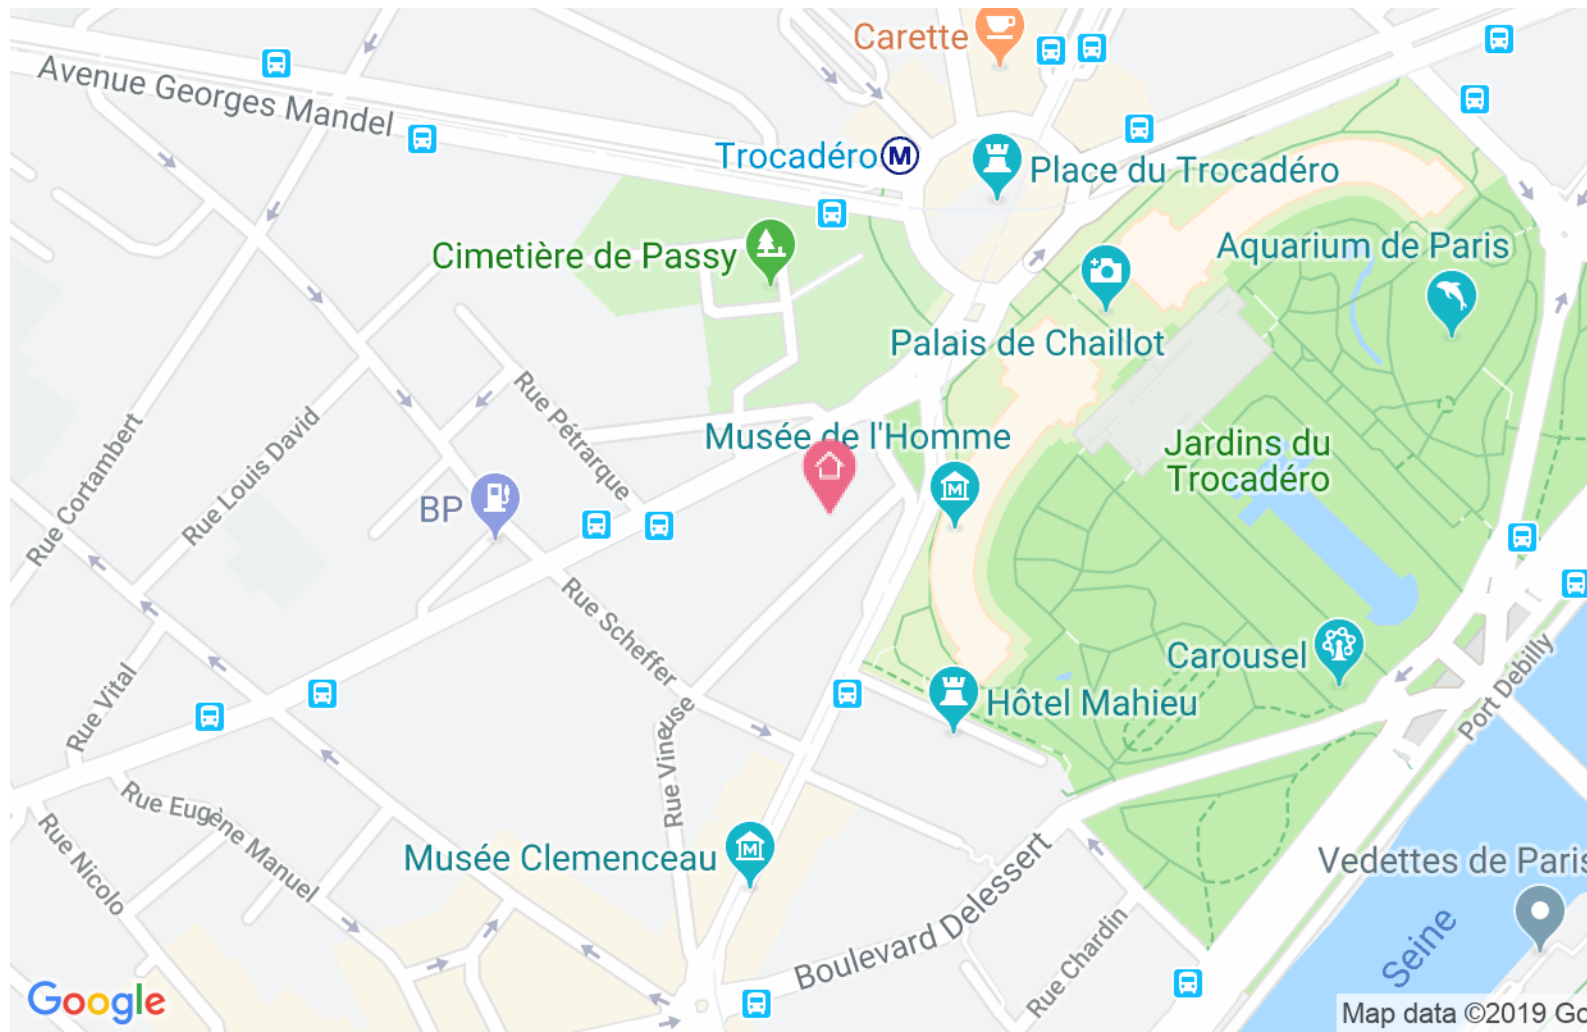 Carette
Avenue Georges Mandel
Trocadéro
M
Place du Trocadéro
Cimetière de Passy
Aquarium de Paris
Palais de Chaillot
Rue Pétrarque
Musée de l'Homme
M
Jardins du
Trocadéro
Rue Cortambert
Rue Louis David
BP
Rue Scheffer
Carousel
Port Debilly
Rue Vital
Hôtel Mahieu
Rue Vineuse
Rue Eugène Manuel
Rue Nicolo
Musée Clemenceau
M
Boulevard Delessert
Vedettes de Paris
Rue Chardin
Seine
Google
Map data ©2019 Go